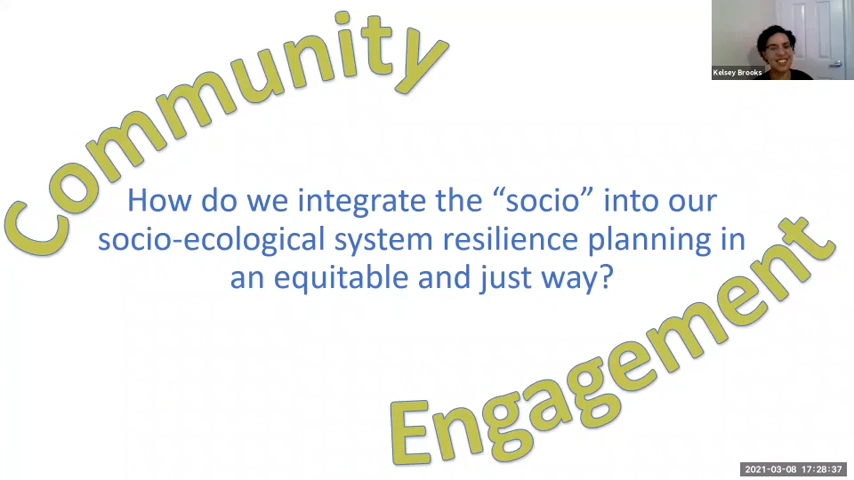 Community
Kelsey Brooks
How do we integrate the “socio” into our
socio-ecological system resilience planning in
an equitable and just way?
Engagement
2021-03-08 17:28:37